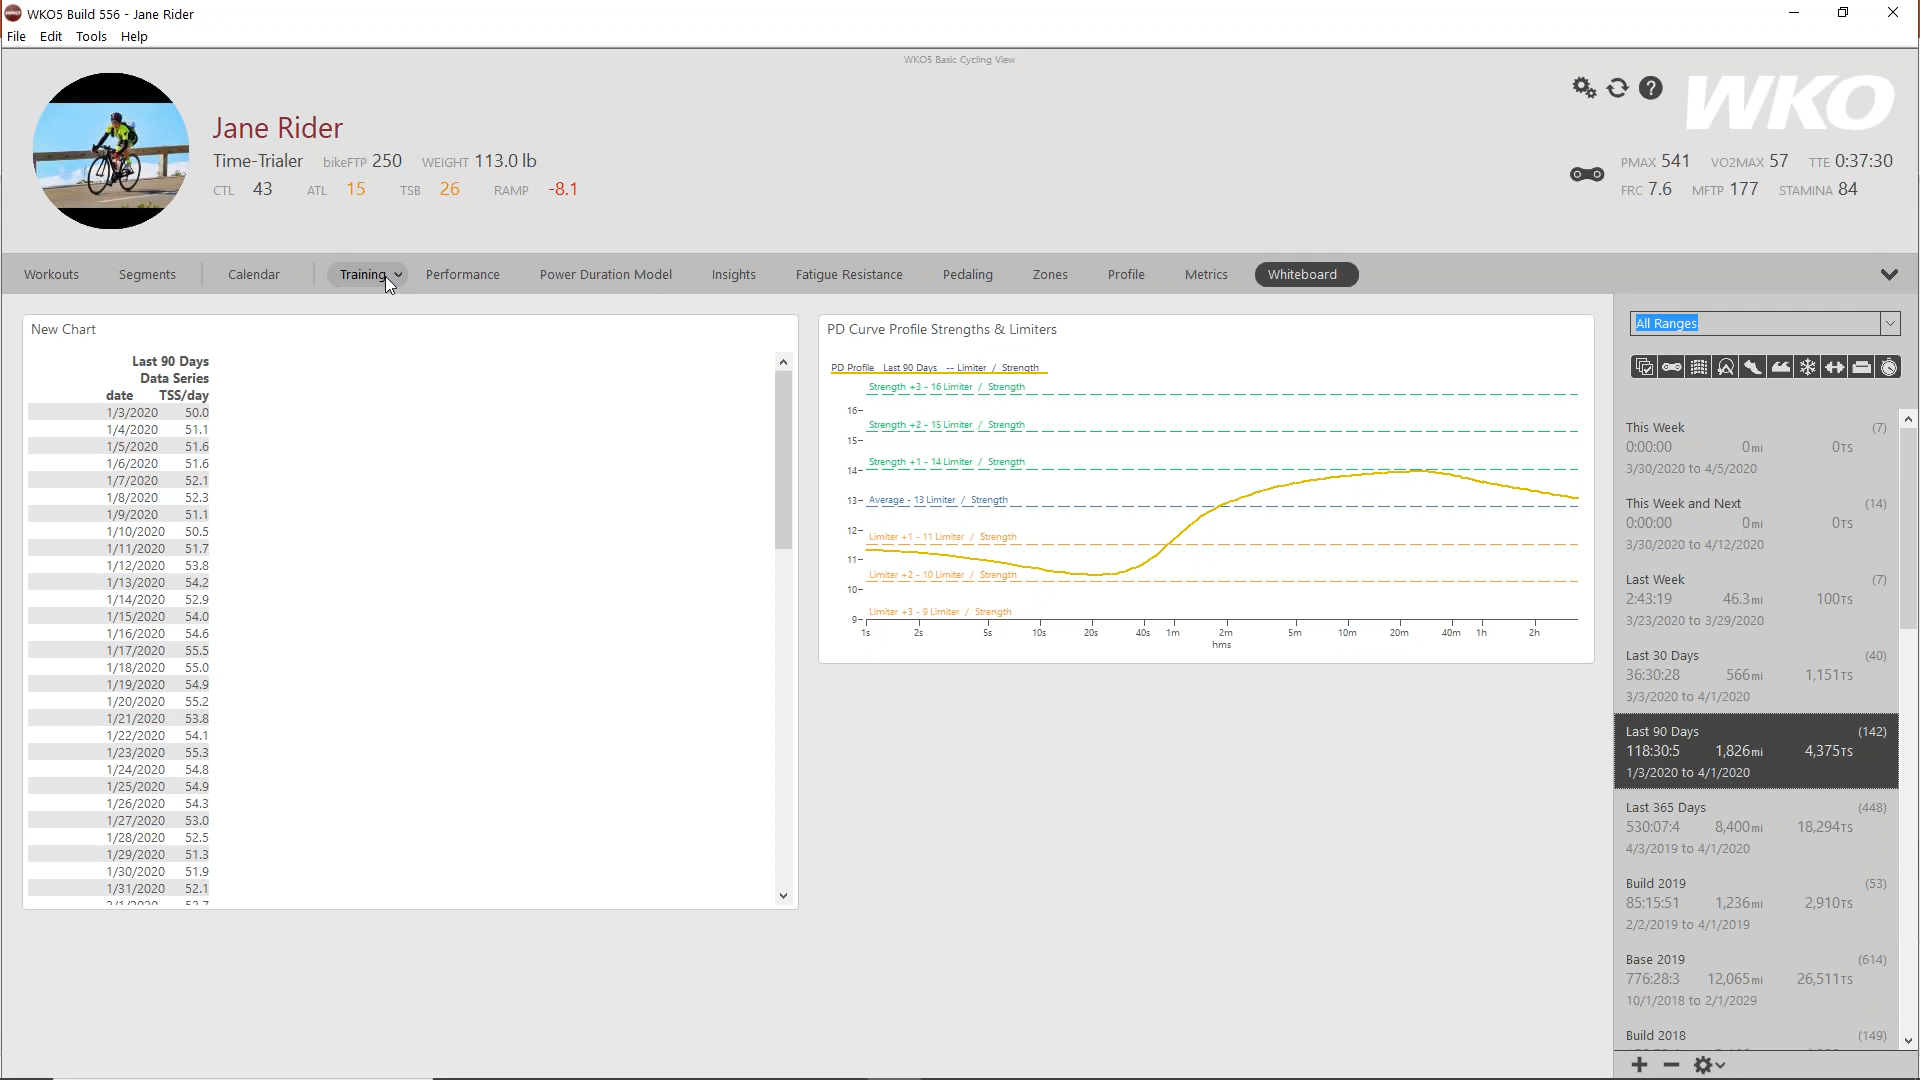 WKO5 Build 556 - Jane Rider
File Edit Tools Help
WKO5 Basic Cycling View
Jane Rider
Time-Trialer bikeFTP 250 WEIGHT 113.0 lb
CTL 43 ATL 15 TSB 26 RAMP -8.1
? WKO
PMAX 541 VO2MAX 57 TTE 0:37:30
FRC 7.6 MFTP 177 STAMINA 84
Workouts Segments Calendar Training Performance Power Duration Model Insights Fatigue Resistance Pedaling Zones Profile Metrics Whiteboard
New Chart
Last 90 Days
Data Series
date TSS/day
1/3/2020 50.0
1/4/2020 51.1
1/5/2020 51.6
1/6/2020 51.6
1/7/2020 52.1
1/8/2020 52.3
1/9/2020 51.1
1/10/2020 50.5
1/11/2020 51.7
1/12/2020 53.8
1/13/2020 54.2
1/14/2020 52.9
1/15/2020 54.0
1/16/2020 54.6
1/17/2020 55.5
1/18/2020 55.0
1/19/2020 54.9
1/20/2020 55.2
1/21/2020 53.8
1/22/2020 54.1
1/23/2020 55.3
1/24/2020 54.8
1/25/2020 54.9
1/26/2020 54.3
1/27/2020 53.0
1/28/2020 52.5
1/29/2020 51.3
1/30/2020 51.9
1/31/2020 52.1
PD Curve Profile Strengths & Limiters
PD Profile Last 90 Days -- Limiter / Strength
Strength +3 - 16 Limiter / Strength
16
Strength +2 - 15 Limiter / Strength
15
Strength +1 - 14 Limiter / Strength
14
13 Average - 13 Limiter / Strength
12
Limiter +1 - 11 Limiter / Strength
11
Limiter +2 - 10 Limiter / Strength
10
Limiter +3 - 9 Limiter / Strength
9
1s 2s 5s 10s 20s 40s 1m 2m 5m 10m 20m 40m 1h 2h
hms
All Ranges
This Week (7)
0:00:00 0mi 0TS
3/30/2020 to 4/5/2020
This Week and Next (14)
0:00:00 0mi 0TS
3/30/2020 to 4/12/2020
Last Week (7)
2:43:19 46.3mi 100TS
3/23/2020 to 3/29/2020
Last 30 Days (40)
36:30:28 566mi 1,151TS
3/3/2020 to 4/1/2020
Last 90 Days (142)
118:30:5 1,826mi 4,375TS
1/3/2020 to 4/1/2020
Last 365 Days (448)
530:07:4 8,400mi 18,294TS
4/3/2019 to 4/1/2020
Build 2019 (53)
85:15:51 1,236mi 2,910TS
2/2/2019 to 4/1/2019
Base 2019 (614)
776:28:3 12,065mi 26,511TS
10/1/2018 to 2/1/2029
Build 2018 (149)